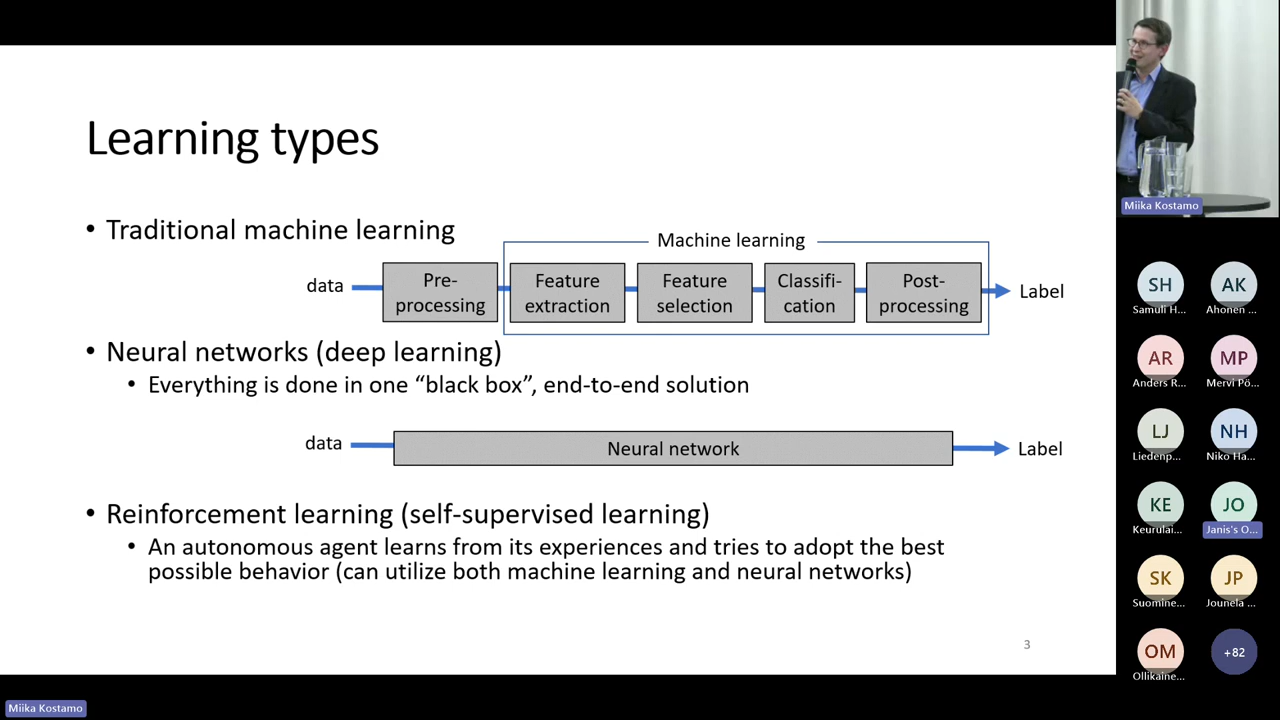 Learning types
• Traditional machine learning
Machine learning
data
Pre-
processing
Feature
extraction
Feature
selection
Classifi-
cation
Post-
processing
Label
• Neural networks (deep learning)
• Everything is done in one “black box”, end-to-end solution
data
Neural network
Label
• Reinforcement learning (self-supervised learning)
• An autonomous agent learns from its experiences and tries to adopt the best
possible behavior (can utilize both machine learning and neural networks)
3
Miika Kostamo
Miika Kostamo
SH
Samuli H...
AK
Ahonen ...
AR
Anders R...
MP
Mervi Pö...
LJ
Liedenp...
NH
Niko Ha...
KE
Keurulai...
JO
Janis's O...
SK
Suomine...
JP
Jounela ...
OM
Ollikaine...
+82